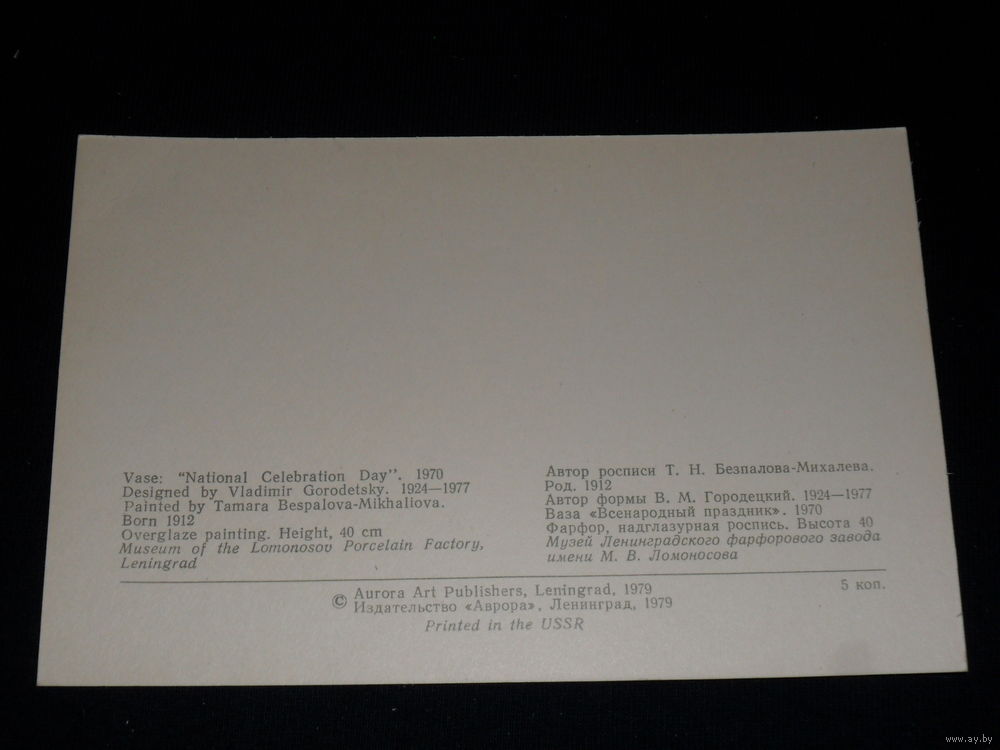 Vase: “National Celebration Day”. 1970
Designed by Vladimir Gorodetsky. 1924—1977
Painted by Tamara Bespalova-Mikhaliova.
Born 1912
Overglaze painting. Height, 40 cm
Museum of the Lomonosov Porcelain Factory,
Leningrad
Автор росписи Т. Н. Безпалова-Михалева.
Род. 1912
Автор формы В. М. Городецкий. 1924—1977
Ваза «Всенародный праздник». 1970
Фарфор, надглазурная роспись. Высота 40
Музей Ленинградского фарфорового завода
имени М. В. Ломоносова
© Aurora Art Publishers, Leningrad, 1979
Издательство «Аврора», Ленинград, 1979
5 коп.
Printed in the USSR
www.ay.by